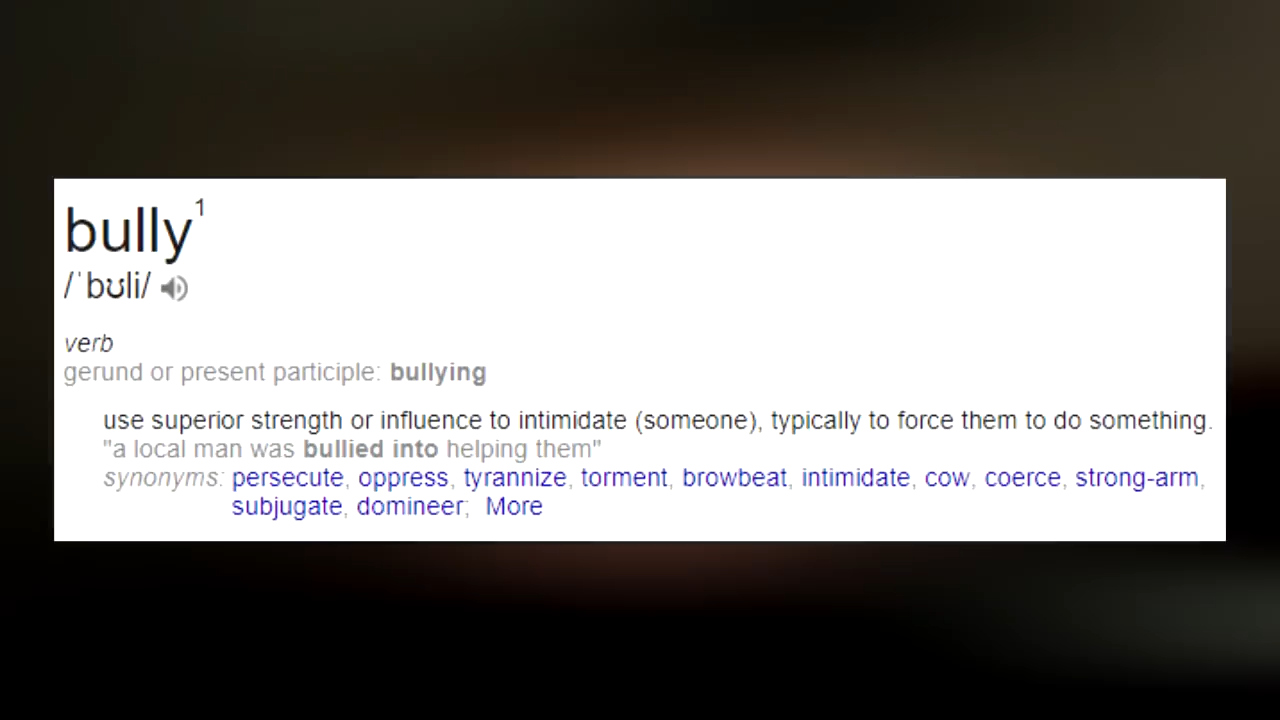 bully¹
/ˈbʊli/
verb
gerund or present participle: bullying
use superior strength or influence to intimidate (someone), typically to force them to do something.
"a local man was bullied into helping them"
synonyms: persecute, oppress, tyrannize, torment, browbeat, intimidate, cow, coerce, strong-arm,
subjugate, domineer; More